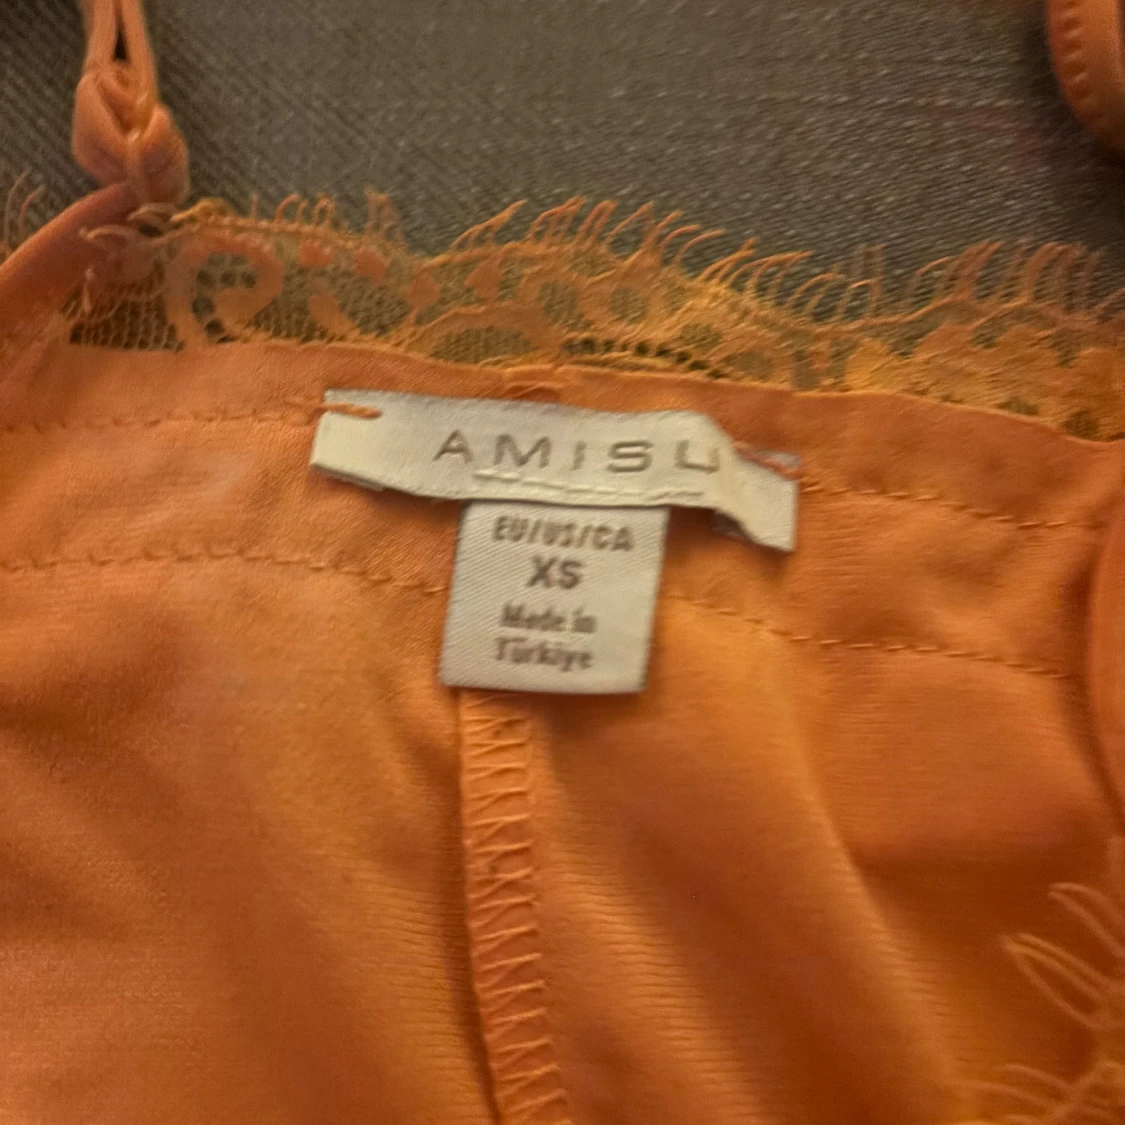 AMISU
EU/US/CA
XS
Made in
Türkiye